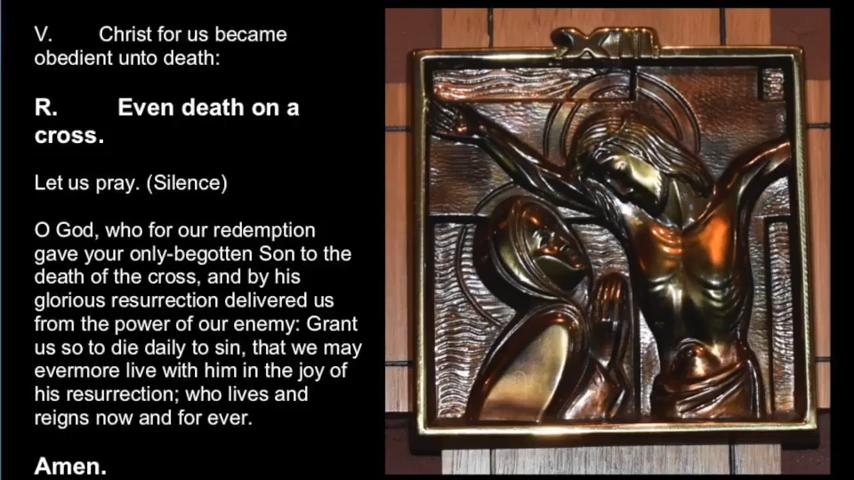 V. Christ for us became
obedient unto death:
R. Even death on a
cross.
Let us pray. (Silence)
O God, who for our redemption
gave your only-begotten Son to the
death of the cross, and by his
glorious resurrection delivered us
from the power of our enemy: Grant
us so to die daily to sin, that we may
evermore live with him in the joy of
his resurrection; who lives and
reigns now and for ever.
Amen.
XII